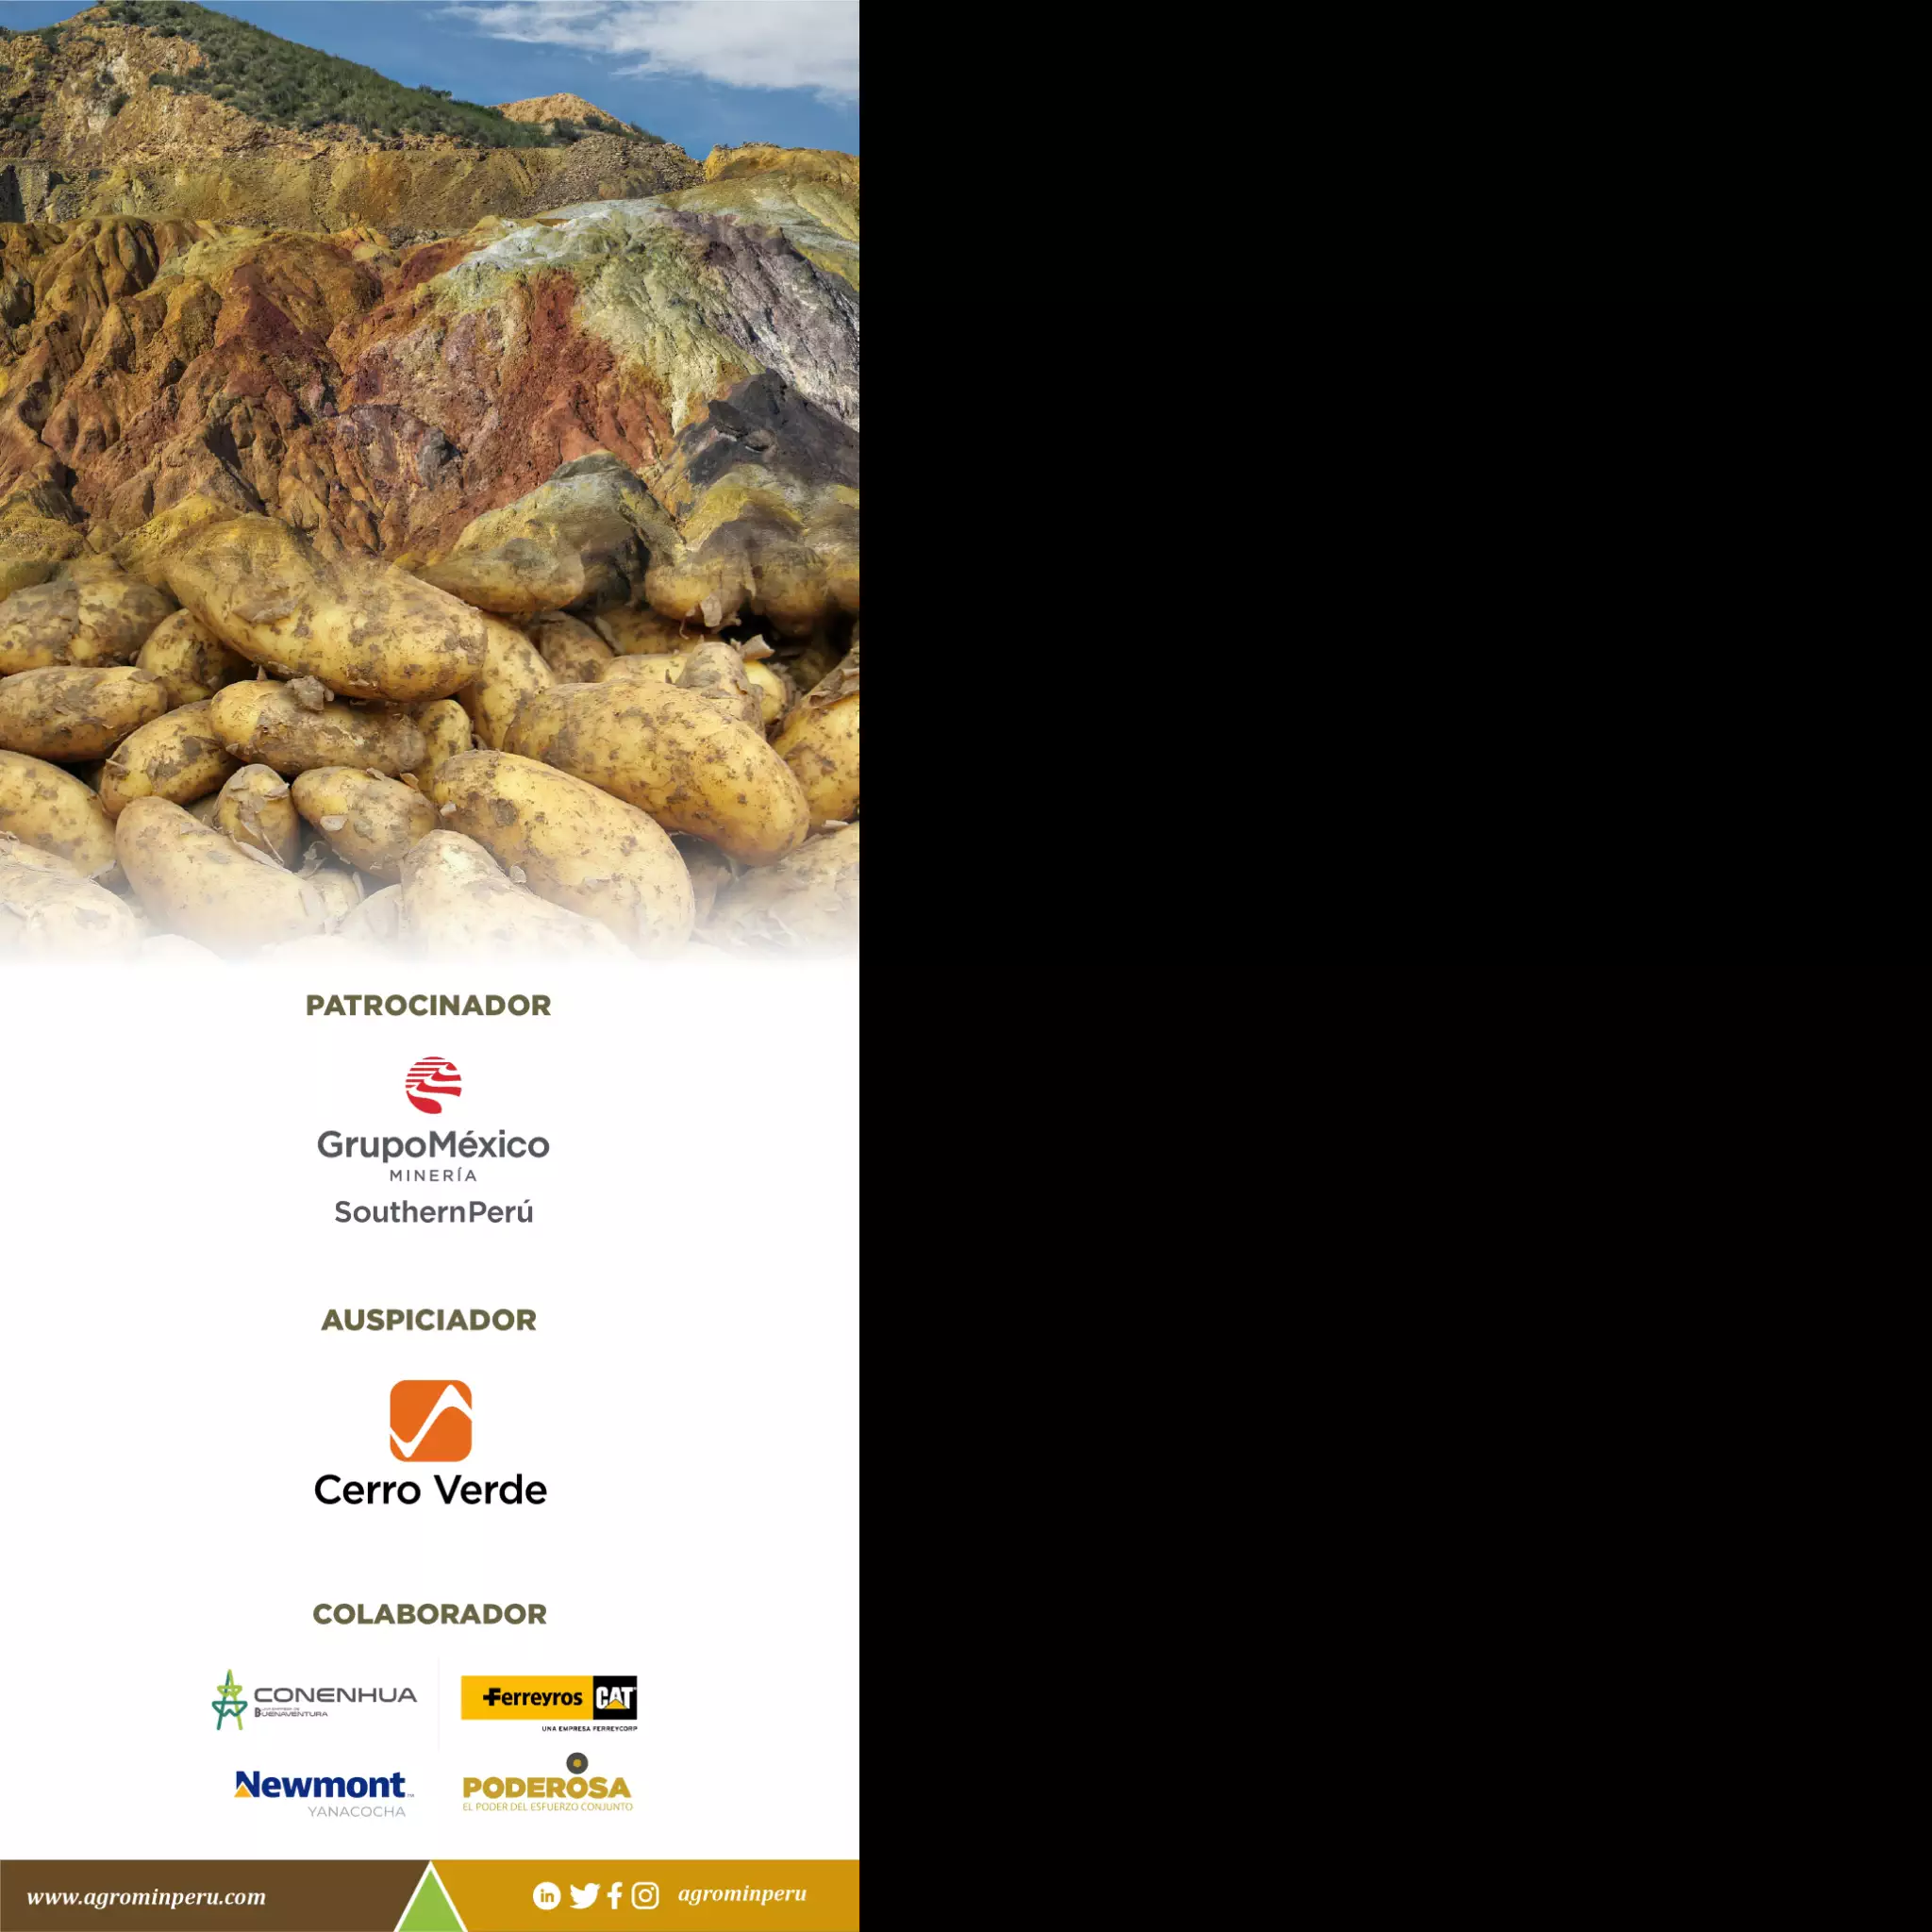 PATROCINADOR
GrupoMéxico
MINERÍA
SouthernPerú
AUSPICIADOR
Cerro Verde
COLABORADOR
CONENHUA
BUENAVENTURA
Ferreyros CAT
UNA EMPRESA FERREYCORP
Newmont
YANACOCHA
PODEROSA
EL PODER DEL ESFUERZO CONJUNTO
www.agrominperu.com
in f agrominperu